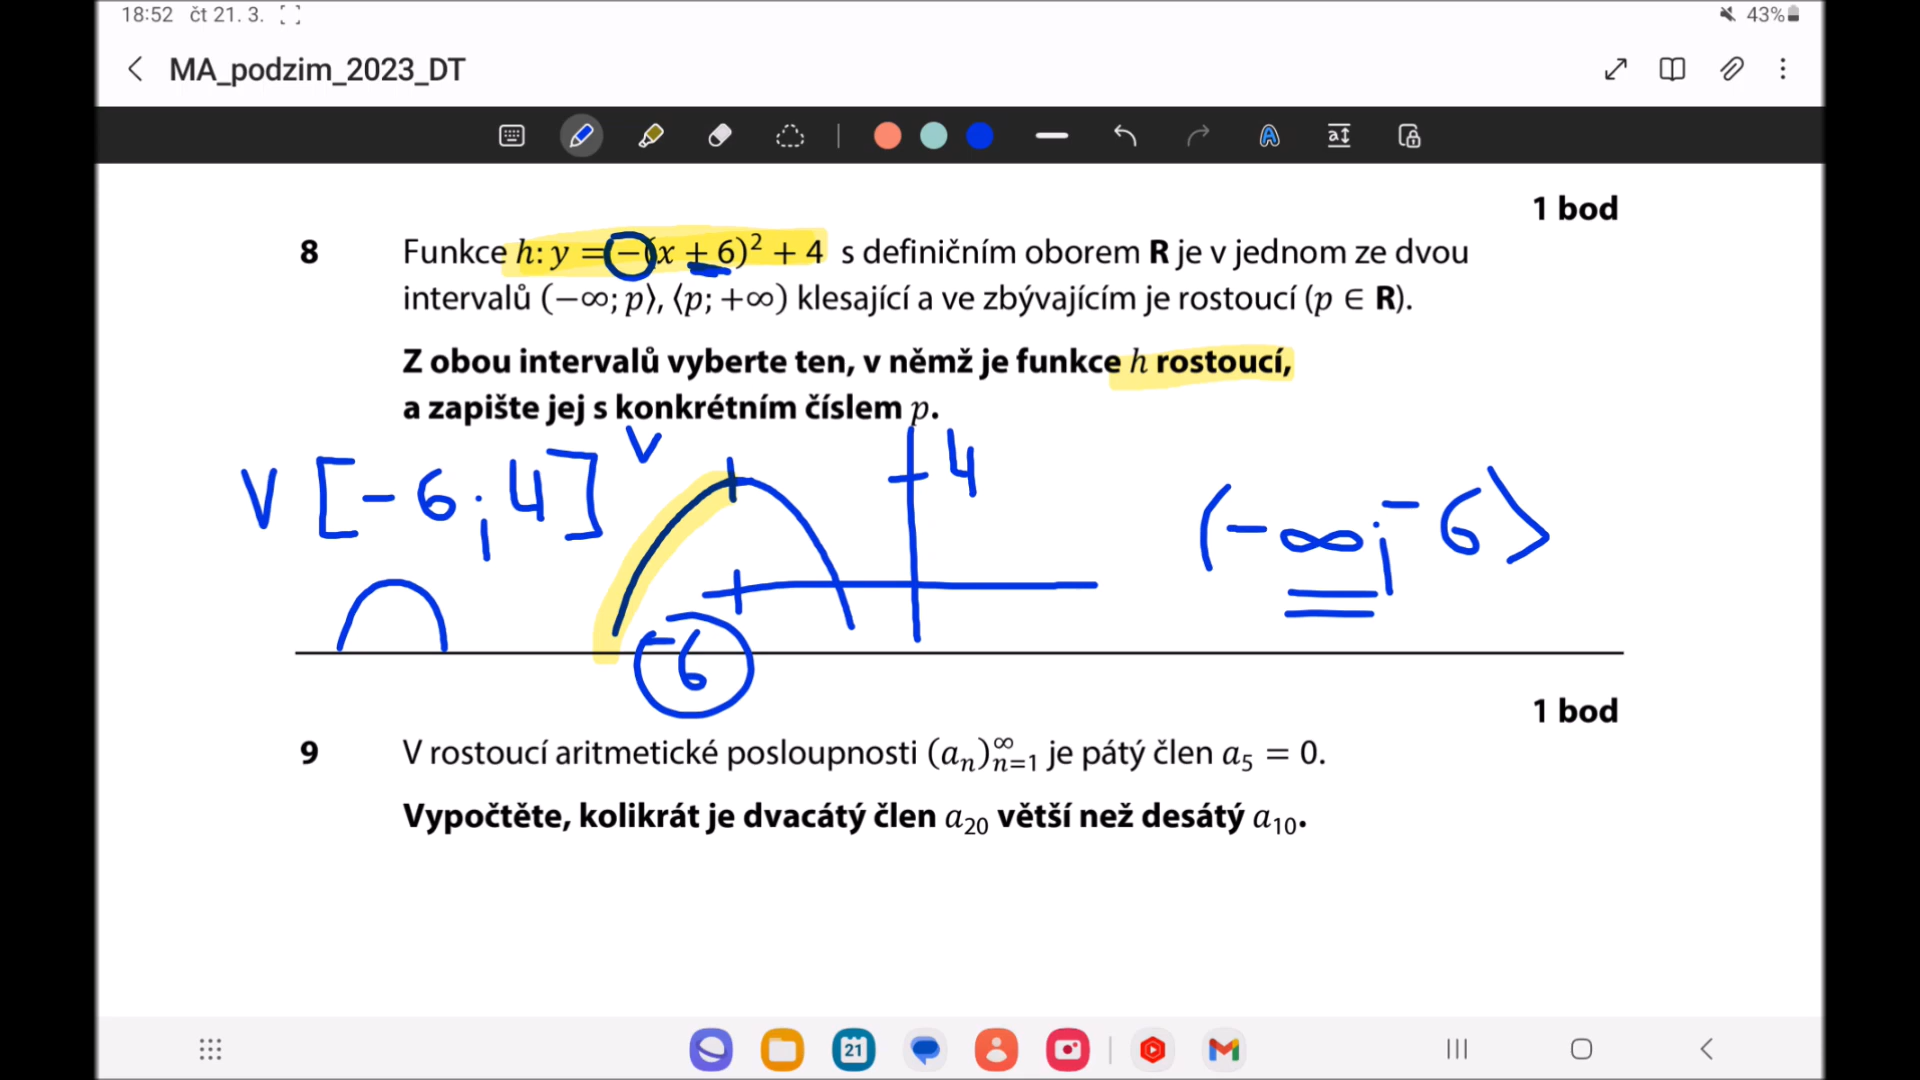 18:52 čt 21. 3.
43%
MA_podzim_2023_DT
1 bod
8 Funkce h: y = −(x + 6)² + 4 s definičním oborem R je v jednom ze dvou
intervalů (−∞; p⟩, ⟨p; +∞) klesající a ve zbývajícím je rostoucí (p ∈ R).
Z obou intervalů vyberte ten, v němž je funkce h rostoucí,
a zapište jej s konkrétním číslem p.
V [-6; 4]
V
4
(-∞; -6⟩
-6
1 bod
9 V rostoucí aritmetické posloupnosti (aₙ)ₙ₌₁^∞ je pátý člen a₅ = 0.
Vypočtěte, kolikrát je dvacátý člen a₂₀ větší než desátý a₁₀.
21